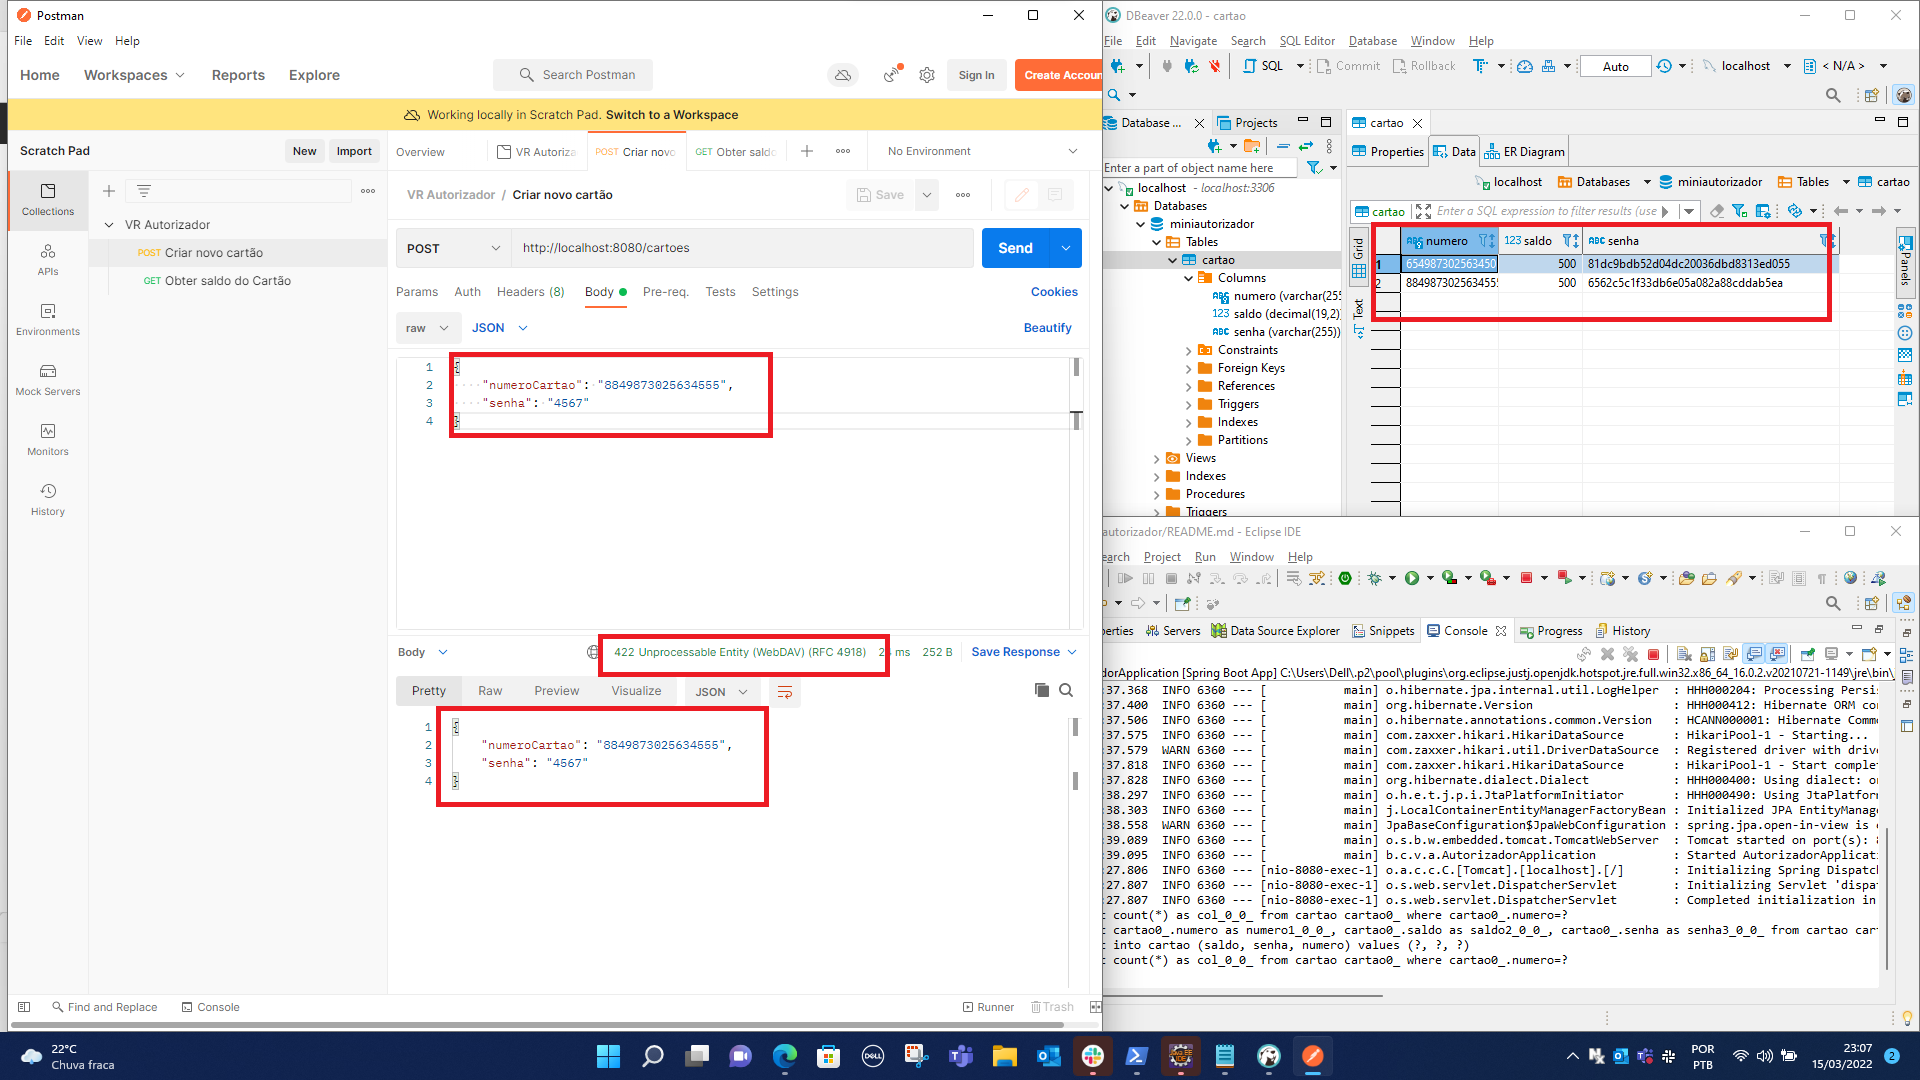 Postman
File Edit View Help
Home Workspaces Reports Explore
Search Postman
Sign In
Create Accoun
Working locally in Scratch Pad. Switch to a Workspace
Scratch Pad
New Import
Overview
VR Autoriza
POST Criar novo
GET Obter saldo
No Environment
Collections
APIs
Environments
Mock Servers
Monitors
History
VR Autorizador
POST Criar novo cartão
GET Obter saldo do Cartão
VR Autorizador / Criar novo cartão
Save
POST
http://localhost:8080/cartoes
Send
Params Auth Headers (8) Body Pre-req. Tests Settings
Cookies
raw JSON
Beautify
1 {
2 "numeroCartao": "8849873025634555",
3 "senha": "4567"
4 }
Body
422 Unprocessable Entity (WebDAV) (RFC 4918)
ms 252 B
Save Response
Pretty Raw Preview Visualize JSON
1 {
2 "numeroCartao": "8849873025634555",
3 "senha": "4567"
4 }
Find and Replace Console
Runner Trash
DBeaver 22.0.0 - cartao
File Edit Navigate Search SQL Editor Database Window Help
SQL Commit Rollback Auto localhost < N/A >
Database ... Projects
Enter a part of object name here
localhost - localhost:3306
Databases
miniautorizador
Tables
cartao
Columns
numero (varchar(255
saldo (decimal(19,2)
senha (varchar(255))
Constraints
Foreign Keys
References
Triggers
Indexes
Partitions
Views
Indexes
Procedures
Triggers
cartao
Properties Data ER Diagram
localhost Databases miniautorizador Tables cartao
cartao Enter a SQL expression to filter results (use
Grid
Text
Panels
numero 123 saldo ABC senha
1 654987302563450 500 81dc9bdb52d04dc20036dbd8313ed055
2 884987302563455 500 6562c5c1f33db6e05a082a88cddab5ea
autorizador/README.md - Eclipse IDE
earch Project Run Window Help
perties Servers Data Source Explorer Snippets Console Progress History
adorApplication [Spring Boot App] C:\Users\Dell\.p2\pool\plugins\org.eclipse.justj.openjdk.hotspot.jre.full.win32.x86_64_16.0.2.v20210721-1149\jre\bin\
:37.368 INFO 6360 --- [ main] o.hibernate.jpa.internal.util.LogHelper : HHH000204: Processing Persi
:37.400 INFO 6360 --- [ main] org.hibernate.Version : HHH000412: Hibernate ORM cor
:37.506 INFO 6360 --- [ main] o.hibernate.annotations.common.Version : HCANN000001: Hibernate Comm
:37.575 INFO 6360 --- [ main] com.zaxxer.hikari.HikariDataSource : HikariPool-1 - Starting...
:37.579 WARN 6360 --- [ main] com.zaxxer.hikari.util.DriverDataSource : Registered driver with drive
:37.818 INFO 6360 --- [ main] com.zaxxer.hikari.HikariDataSource : HikariPool-1 - Start complet
:37.828 INFO 6360 --- [ main] org.hibernate.dialect.Dialect : HHH000400: Using dialect: or
:38.297 INFO 6360 --- [ main] o.h.e.t.j.p.i.JtaPlatformInitiator : HHH000490: Using JtaPlatform
:38.303 INFO 6360 --- [ main] j.LocalContainerEntityManagerFactoryBean : Initialized JPA EntityManage
:38.558 WARN 6360 --- [ main] JpaBaseConfiguration$JpaWebConfiguration : spring.jpa.open-in-view is e
:39.089 INFO 6360 --- [ main] o.s.b.w.embedded.tomcat.TomcatWebServer : Tomcat started on port(s): 8
:39.095 INFO 6360 --- [ main] b.c.v.a.AutorizadorApplication : Started AutorizadorApplicati
:27.806 INFO 6360 --- [nio-8080-exec-1] o.a.c.c.C.[Tomcat].[localhost].[/] : Initializing Spring Dispatc
:27.807 INFO 6360 --- [nio-8080-exec-1] o.s.web.servlet.DispatcherServlet : Initializing Servlet 'dispat
:27.807 INFO 6360 --- [nio-8080-exec-1] o.s.web.servlet.DispatcherServlet : Completed initialization in
t count(*) as col_0_0_ from cartao cartao0_ where cartao0_.numero=?
t cartao0_.numero as numero1_0_0_, cartao0_.saldo as saldo2_0_0_, cartao0_.senha as senha3_0_0_ from cartao cart
t into cartao (saldo, senha, numero) values (?, ?, ?)
t count(*) as col_0_0_ from cartao cartao0_ where cartao0_.numero=?
22°C
Chuva fraca
POR
PTB
23:07
15/03/2022
2